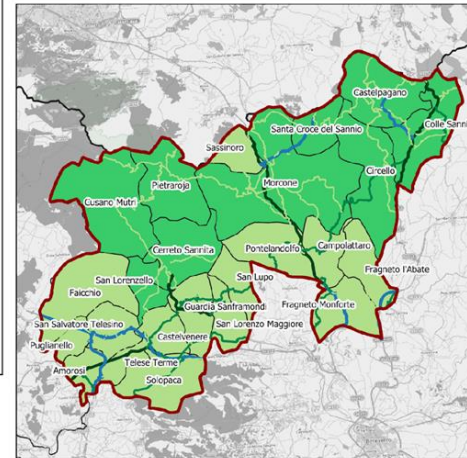 Castelpagano
Colle Sanni
Santa Croce del Sannio
Sassinoro
Circello
Pietraroja
Morcone
Cusano Mutri
Cerreto Sannita
Pontelandolfo
Campolattaro
Fragneto l'Abate
San Lorenzello
San Lupo
Faicchio
Guardia Sanframondi
Fragneto Monforte
San Salvatore Telesino
San Lorenzo Maggiore
Puglianello
Castelvenere
Amorosi
Telese Terme
Solopaca